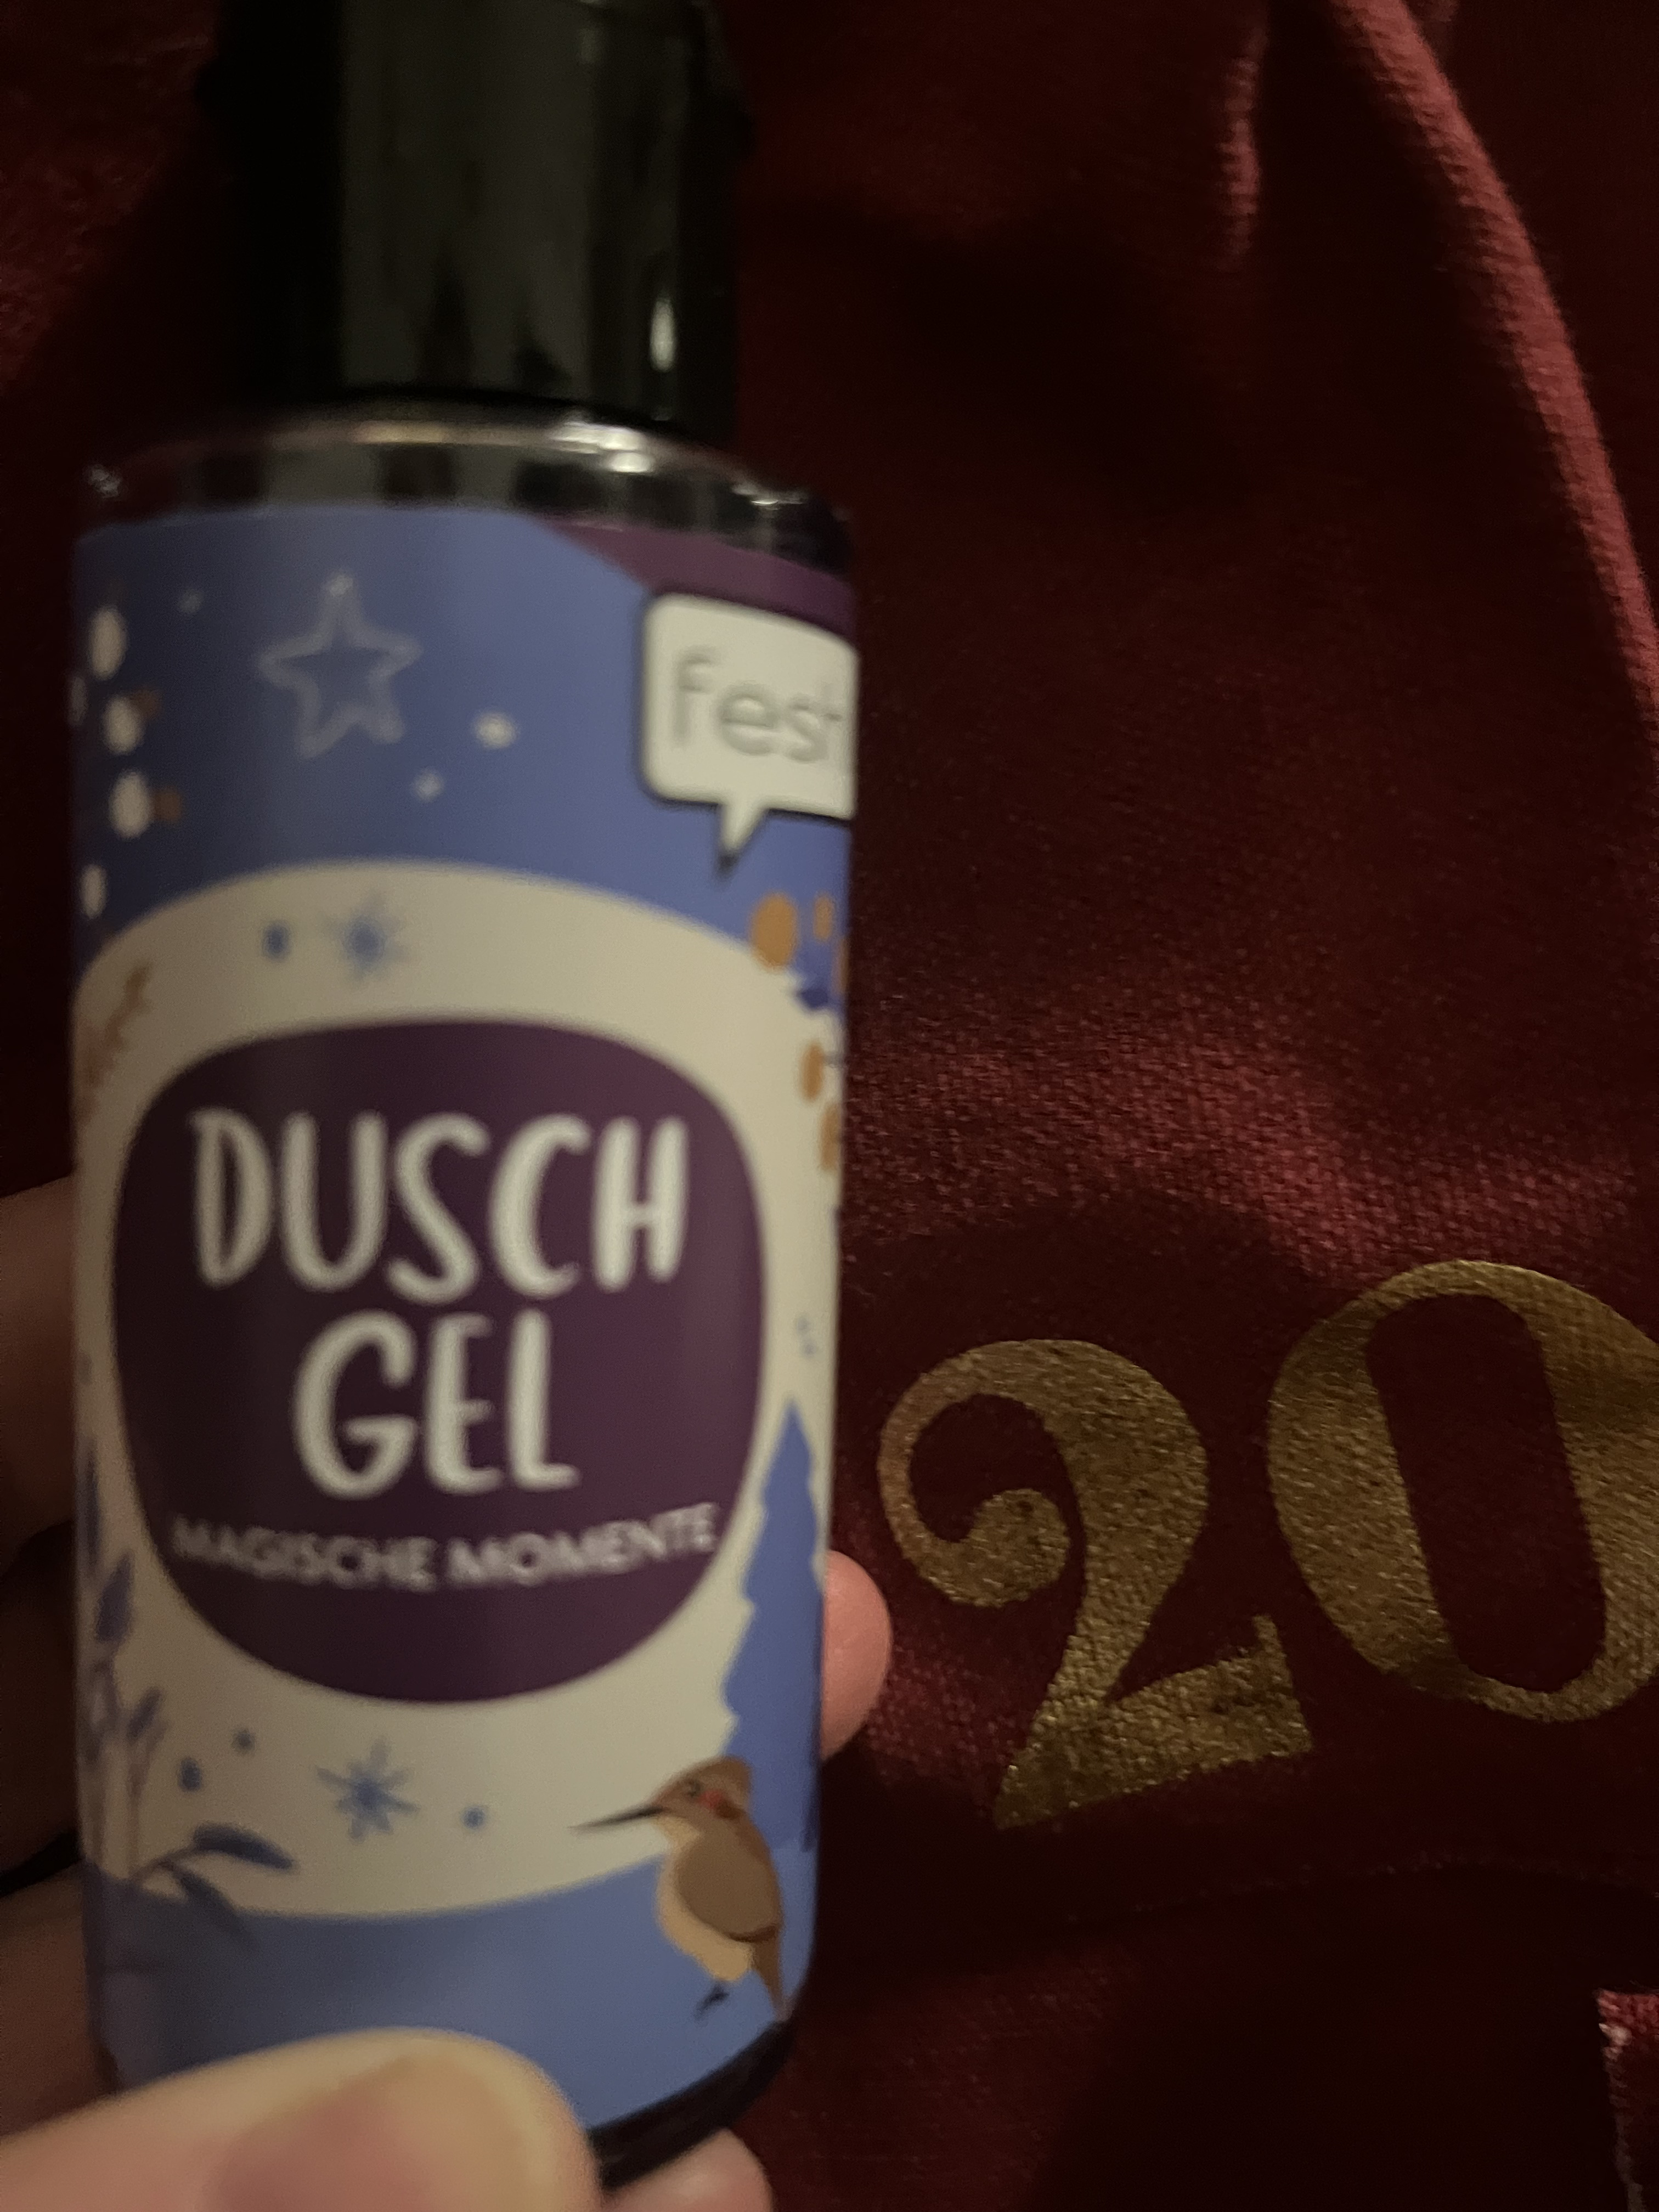 fest
DUSCH
GEL
MAGISCHE MOMENTE
20